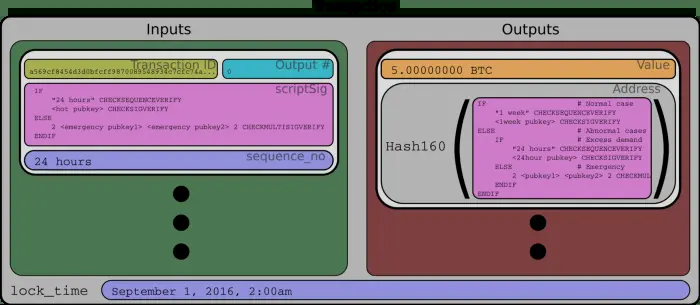 Transaction
Inputs
Transaction ID
a569cf8454d3d0bfcff9870089548934c7cfc74a...
Output #
0
scriptSig
IF
"24 hours" CHECKSEQUENCEVERIFY
<hot pubkey> CHECKSIGVERIFY
ELSE
2 <emergency pubkey1> <emergency pubkey2> 2 CHECKMULTISIGVERIFY
ENDIF
sequence_no
24 hours
Outputs
Value
5.00000000 BTC
Address
Hash160
IF # Normal case
"1 week" CHECKSEQUENCEVERIFY
<1week pubkey> CHECKSIGVERIFY
ELSE # Abnormal cases
IF # Excess demand
"24 hours" CHECKSEQUENCEVERIFY
<24hour pubkey> CHECKSIGVERIFY
ELSE # Emergency
2 <pubkey1> <pubkey2> 2 CHECKMUL
ENDIF
ENDIF
lock_time
September 1, 2016, 2:00am